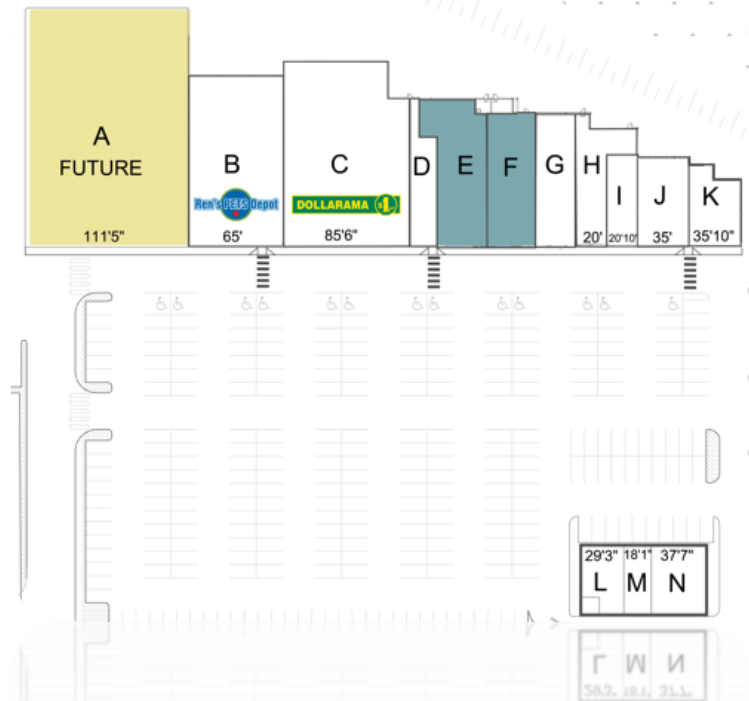 A
FUTURE
111'5"
B
Ren's PETS Depot
65'
C
DOLLARAMA $1
85'6"
D
E
F
G
H
20'
I
20'10"
J
35'
K
35'10"
29'3" 18'1" 37'7"
L M N